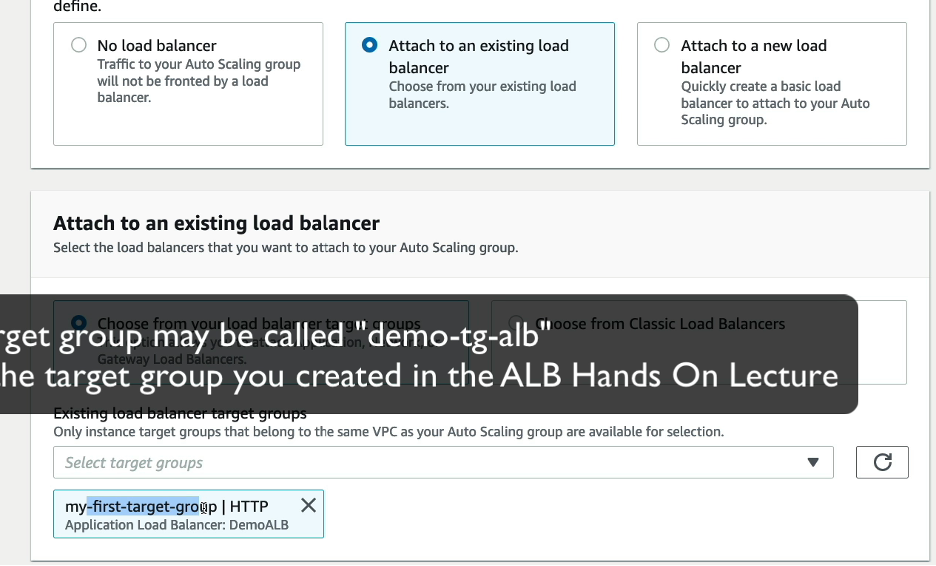 define.
No load balancer
Traffic to your Auto Scaling group
will not be fronted by a load
balancer.
Attach to an existing load
balancer
Choose from your existing load
balancers.
Attach to a new load
balancer
Quickly create a basic load
balancer to attach to your Auto
Scaling group.
Attach to an existing load balancer
Select the load balancers that you want to attach to your Auto Scaling group.
Choose from your load balancer target groups
Gateway Load Balancers.
Choose from Classic Load Balancers
rget group may be called "demo-tg-alb"
he target group you created in the ALB Hands On Lecture
Existing load balancer target groups
Only instance target groups that belong to the same VPC as your Auto Scaling group are available for selection.
Select target groups
my-first-target-group | HTTP
Application Load Balancer: DemoALB